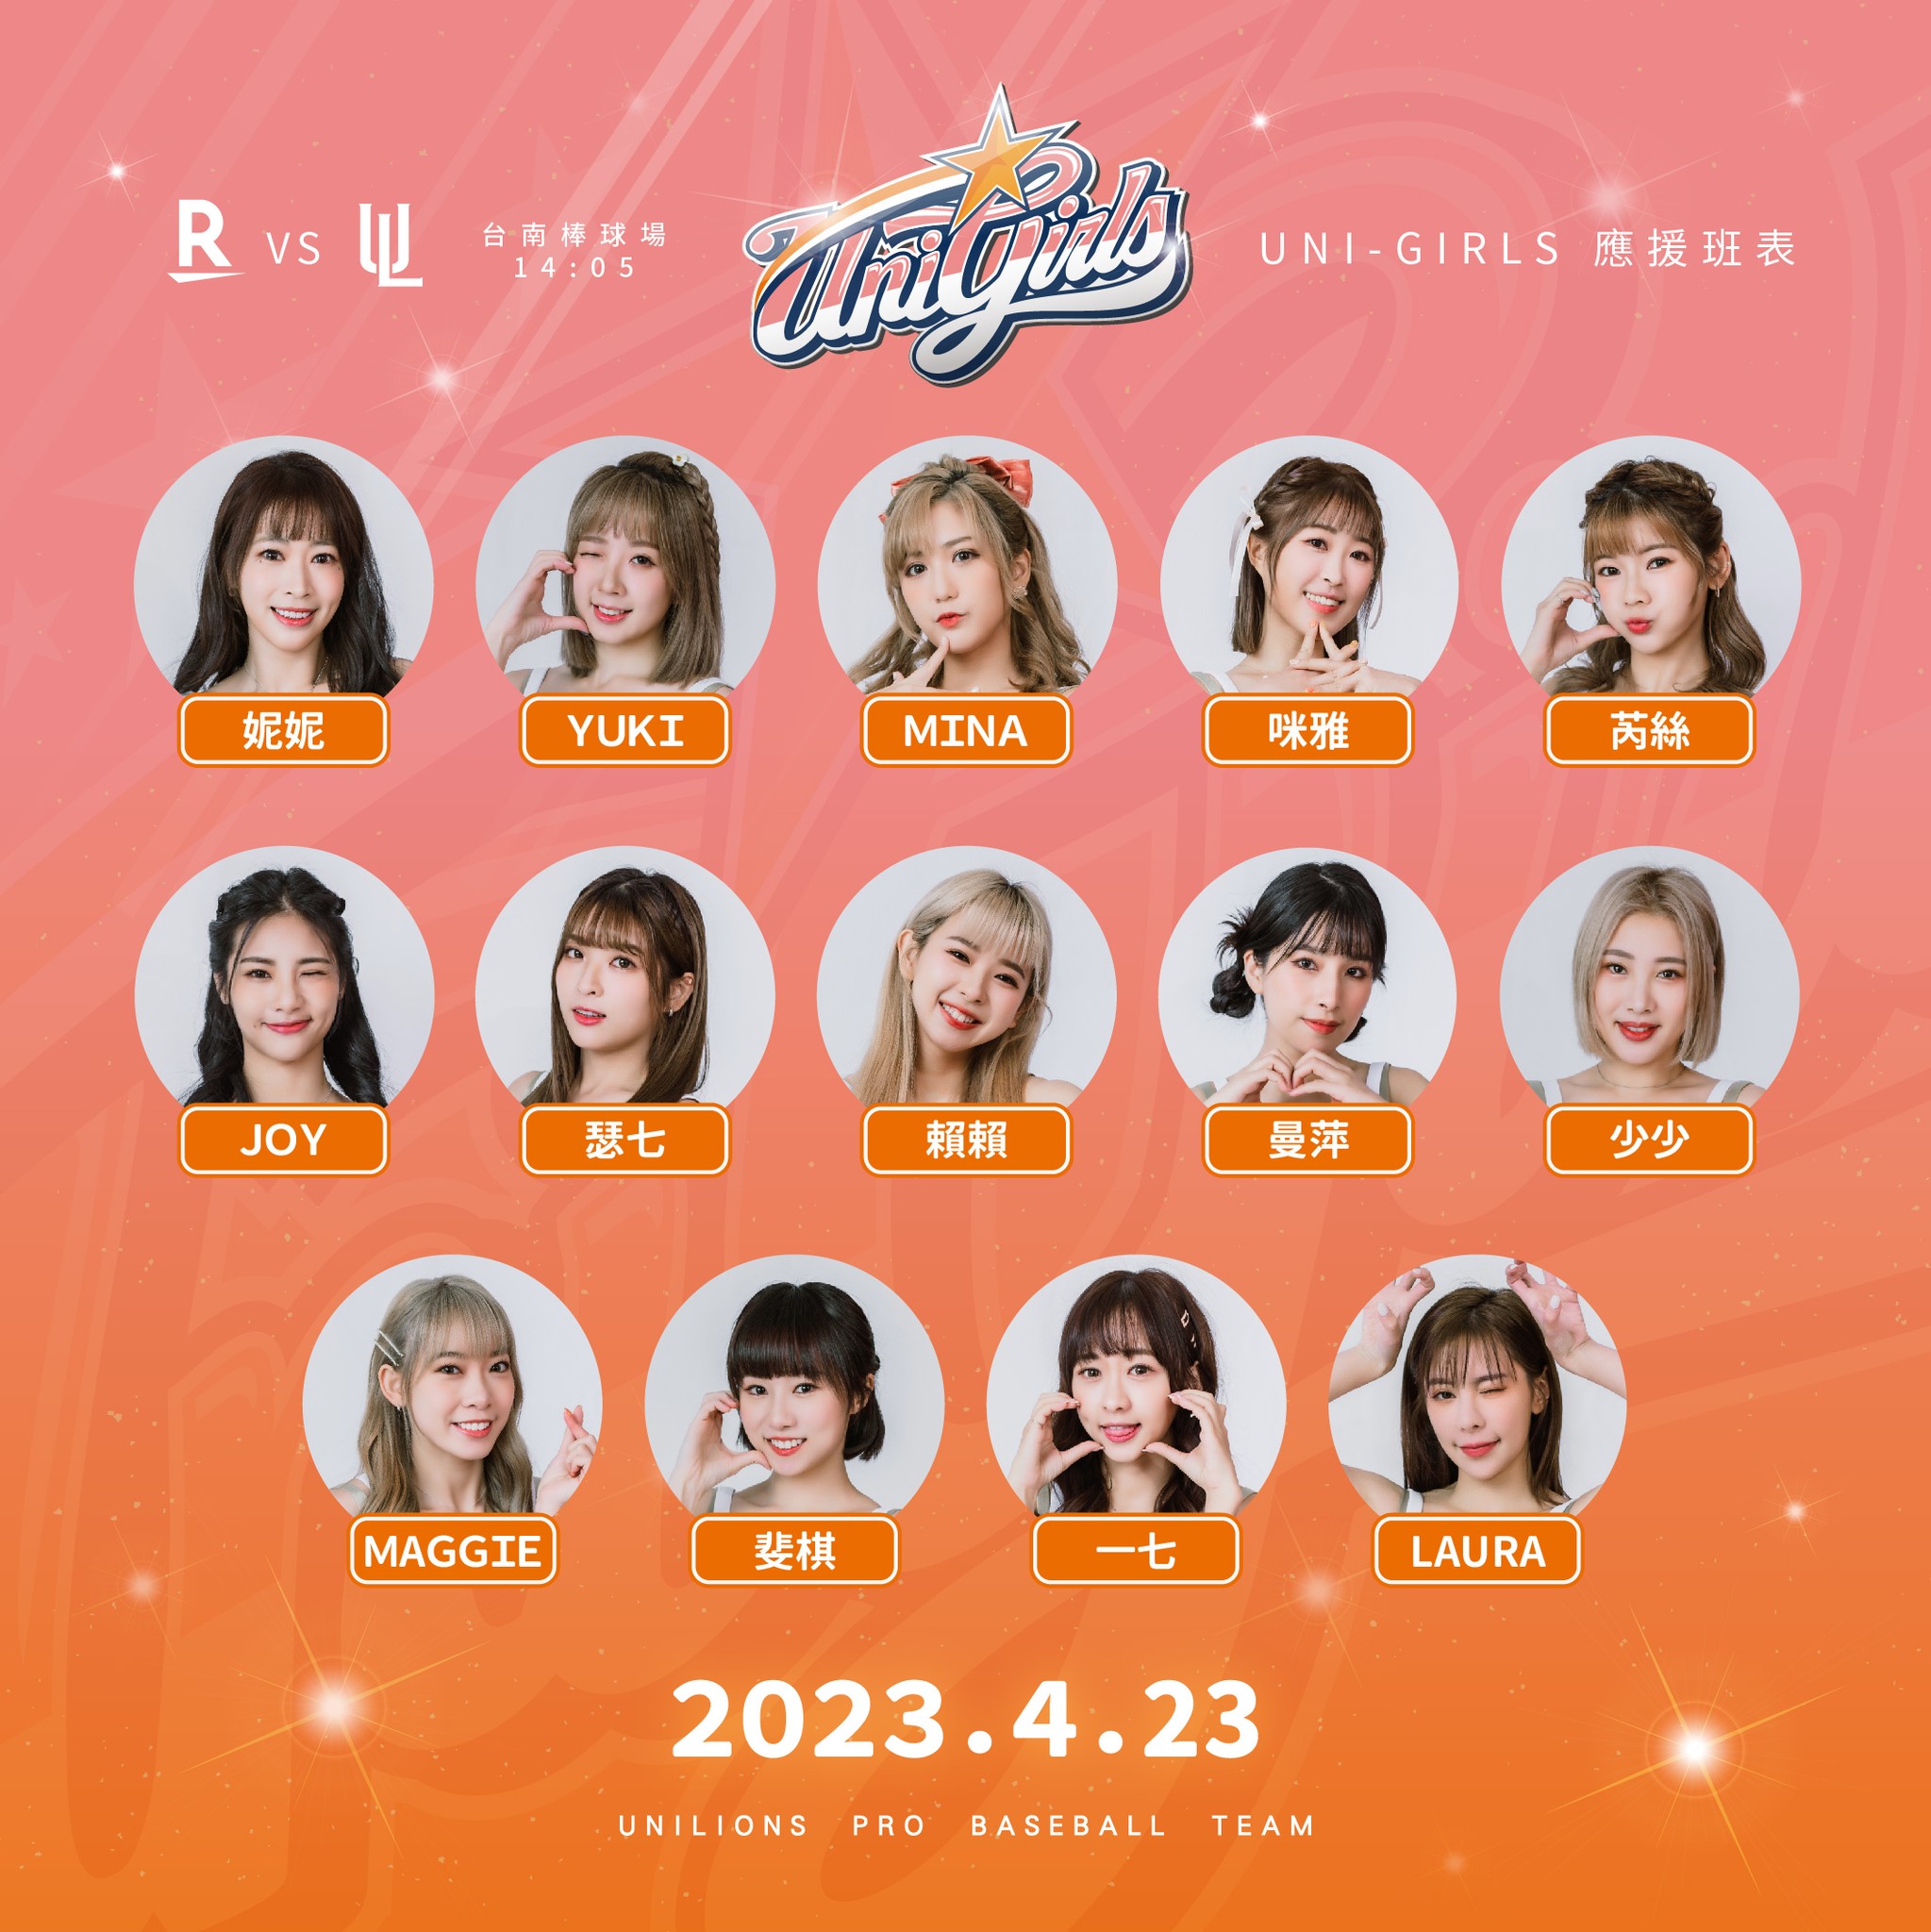 R VS UL
台南棒球場
14:05
UniGirls
UNI-GIRLS 應援班表
妮妮
YUKI
MINA
咪雅
芮絲
JOY
瑟七
賴賴
曼萍
少少
MAGGIE
斐棋
一七
LAURA
2023.4.23
UNILIONS PRO BASEBALL TEAM